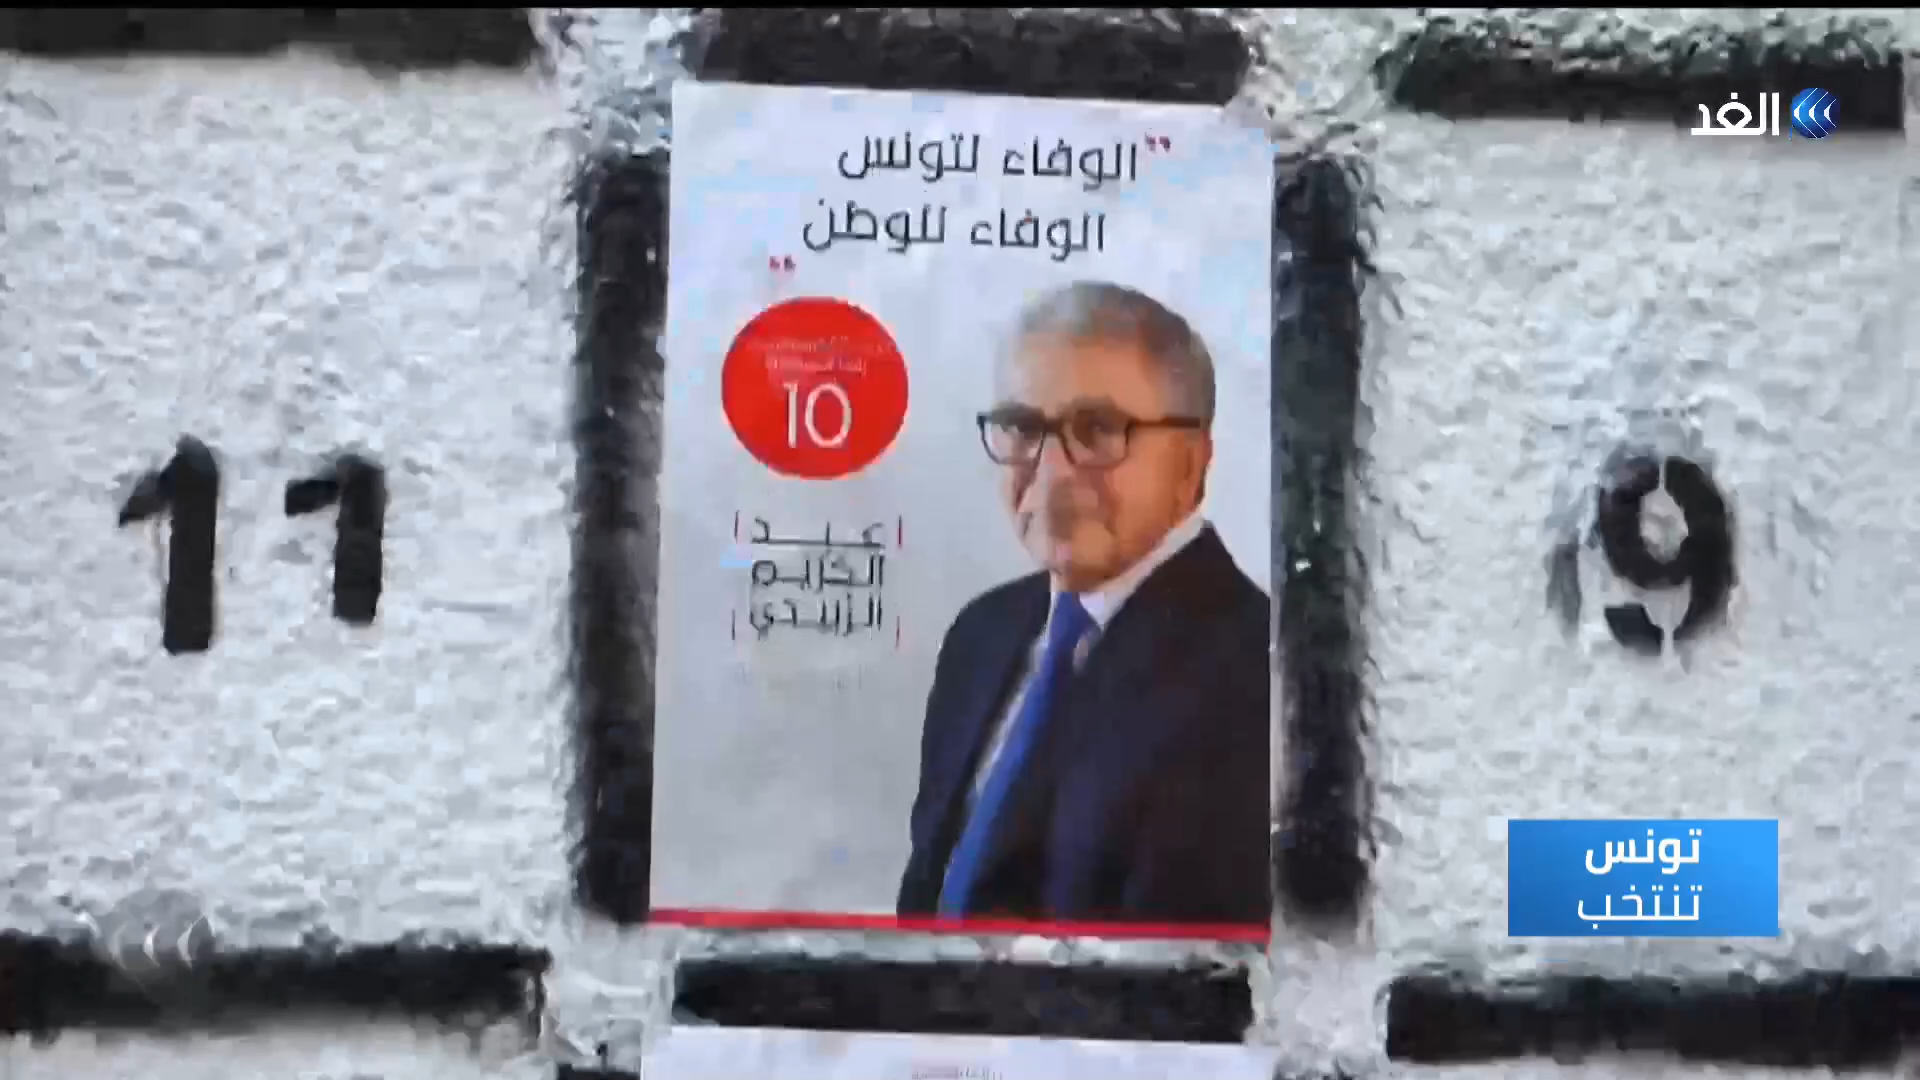 الغد
"الوفاء لتونس
الوفاء للوطن"
10
عبد
الكريم
الزبيدي
11
9
تونس
تنتخب